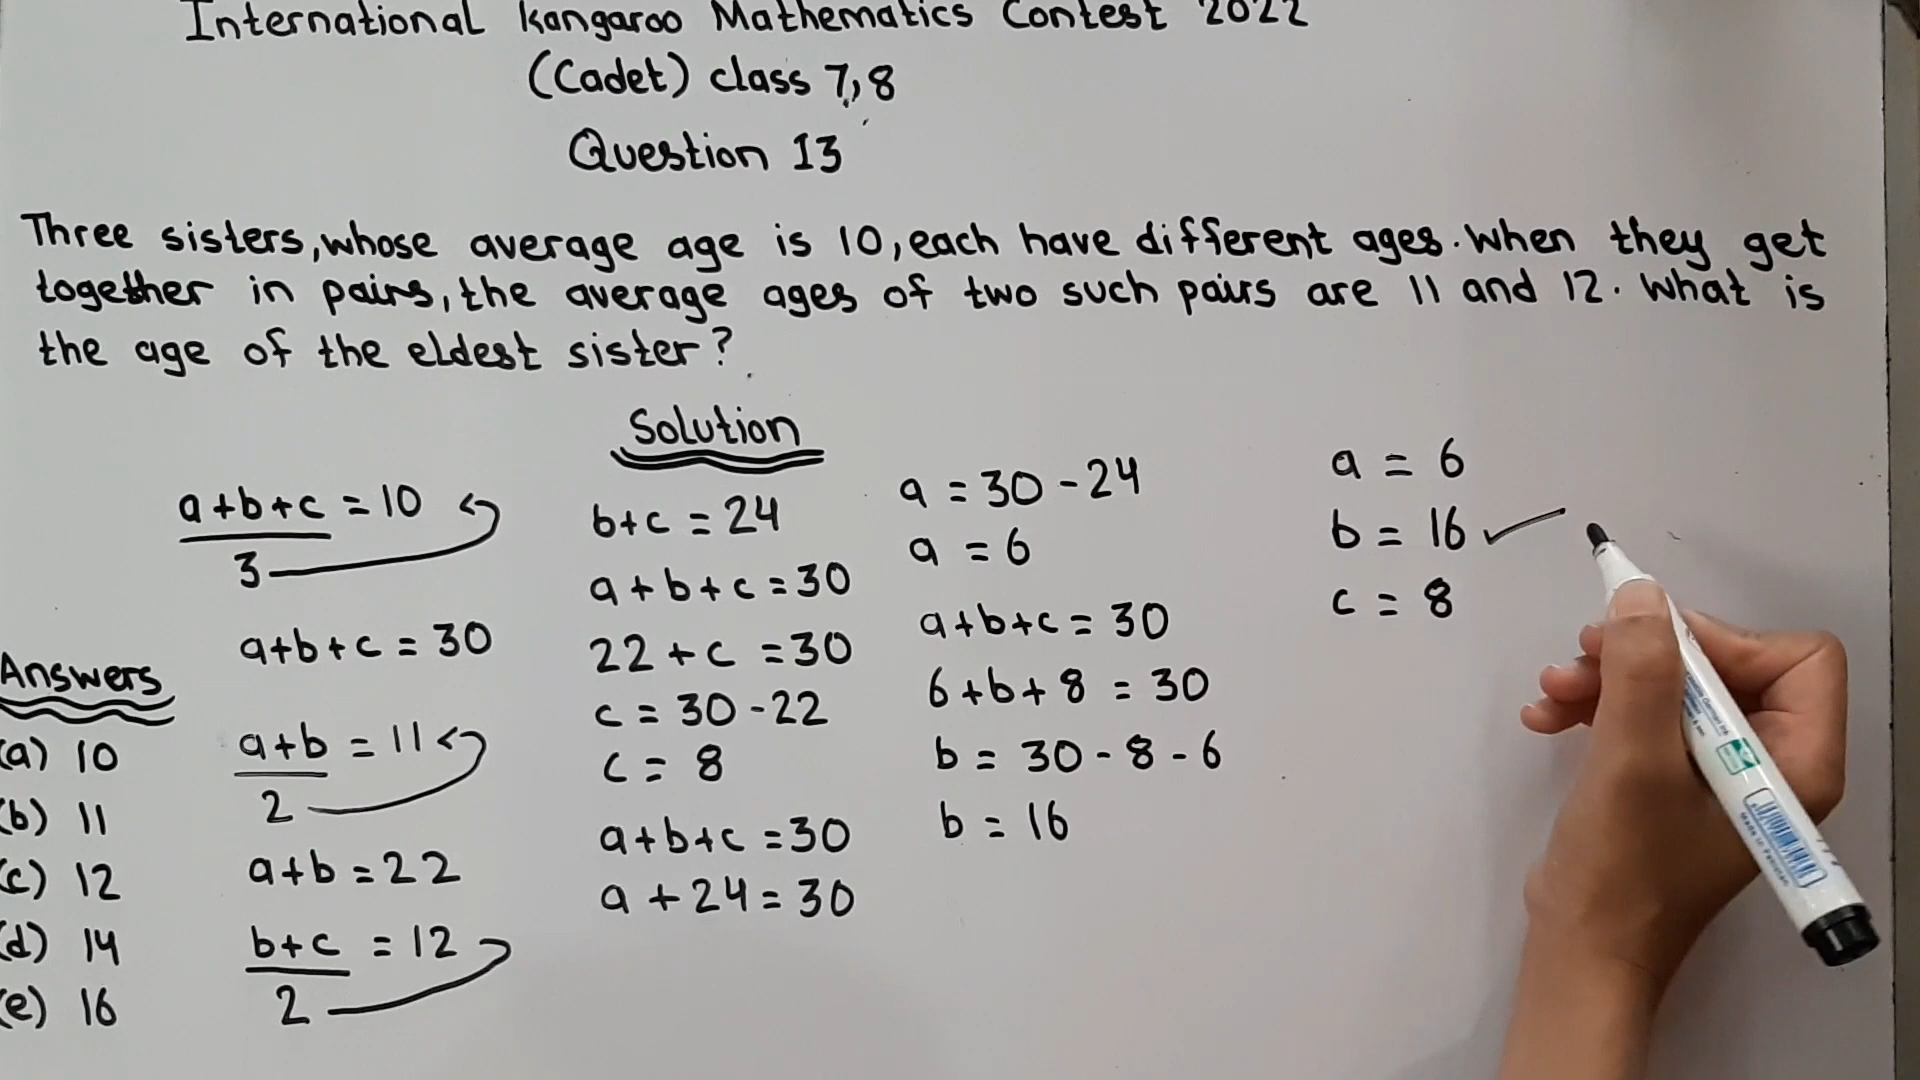 International Kangaroo Mathematics Contest 2022
(Cadet) class 7,8
Question 13
Three sisters, whose average age is 10, each have different ages. When they get
together in pairs, the average ages of two such pairs are 11 and 12. What is
the age of the eldest sister?
Solution
a+b+c = 10
3
a+b+c = 30
a+b = 11
2
a+b = 22
b+c = 12
2
Answers
(a) 10
(b) 11
(c) 12
(d) 14
(e) 16
b+c = 24
a+b+c = 30
22+c = 30
c = 30-22
c = 8
a+b+c = 30
a+24 = 30
a = 30-24
a = 6
a+b+c = 30
6+b+8 = 30
b = 30-8-6
b = 16
a = 6
b = 16 ✓
c = 8